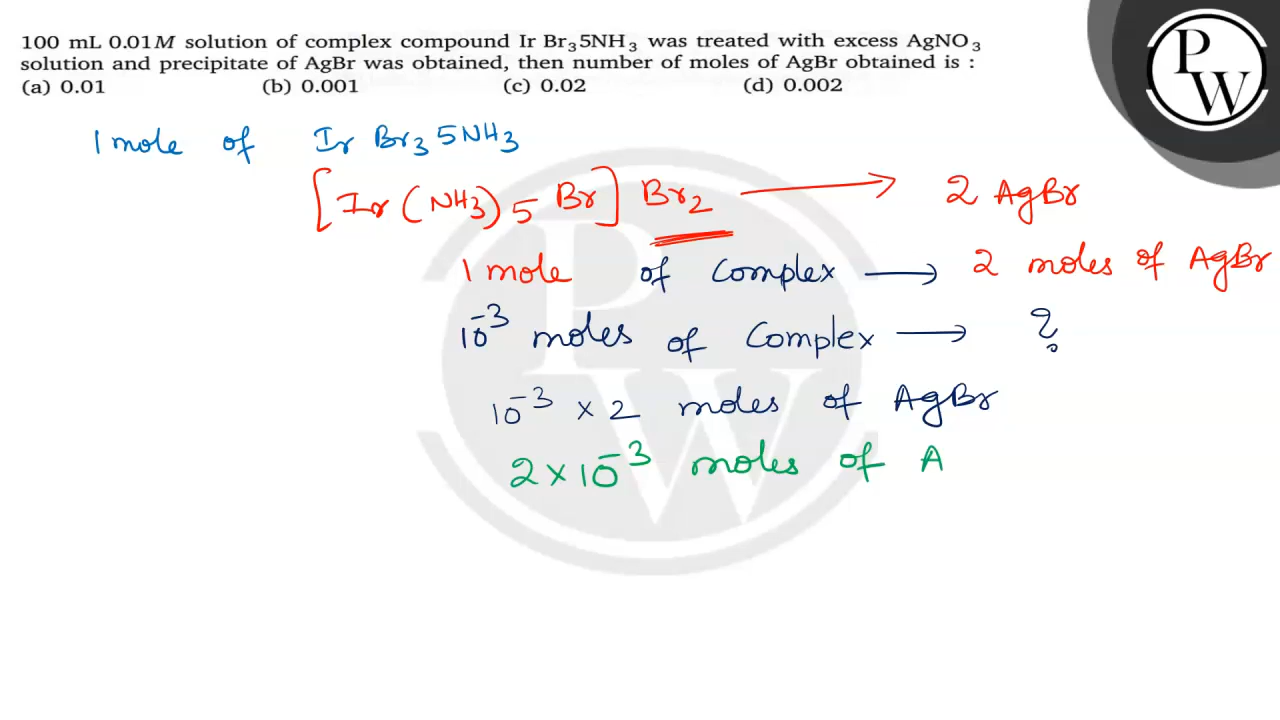 100 mL 0.01M solution of complex compound Ir Br₃5NH₃ was treated with excess AgNO₃
solution and precipitate of AgBr was obtained, then number of moles of AgBr obtained is :
(a) 0.01 (b) 0.001 (c) 0.02 (d) 0.002
1 mole of Ir Br₃ 5NH₃
[Ir (NH₃)₅ Br] Br₂ → 2 AgBr
1 mole of Complex → 2 moles of AgBr
10⁻³ moles of Complex → ?
10⁻³ × 2 moles of AgBr
2 × 10⁻³ moles of A
P
W
P
W